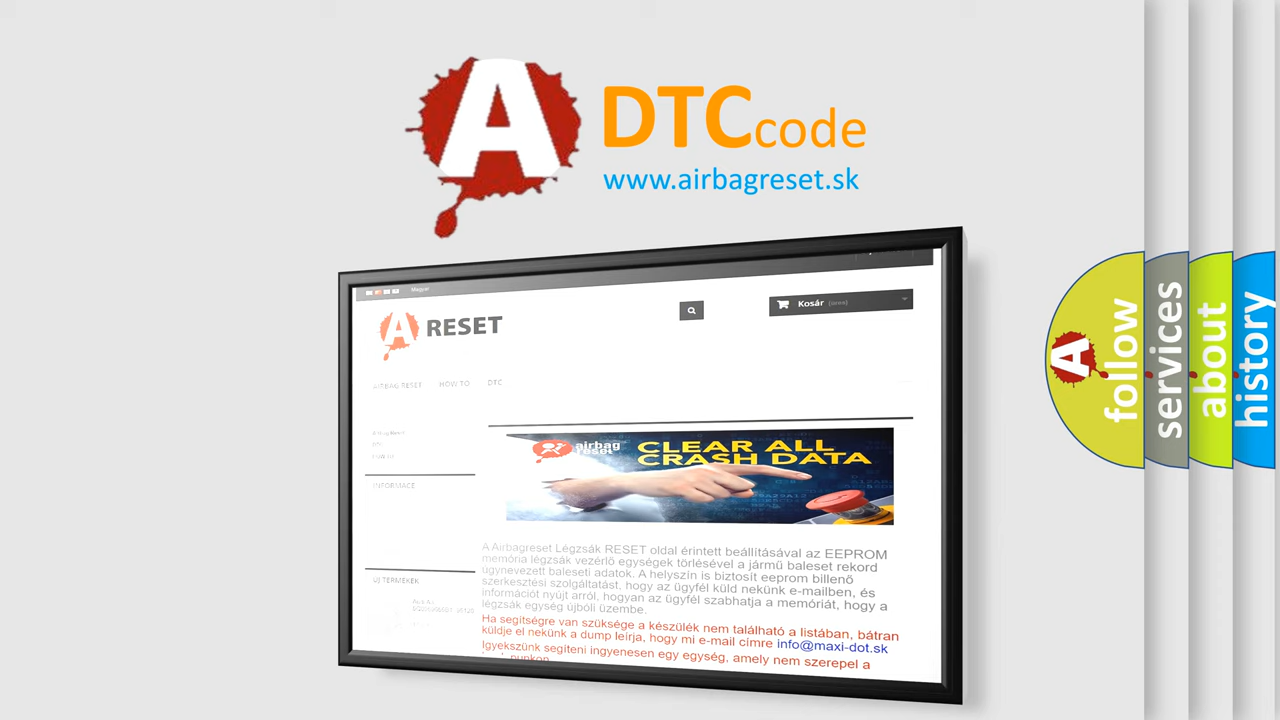 A
DTC code
www.airbagreset.sk
Magyar
A RESET
Kosár
AIRBAG RESET HOW TO DTC
INFORMACE
airbag
reset
CLEAR ALL
CRASH DATA
A Airbagreset Légzsák RESET oldal érintett beállításával az EEPROM
memória légzsák vezérlő egységek törlésével a jármű baleset rekord
úgynevezett baleseti adatok. A helyszín is biztosít eeprom billenő
szerkesztési szolgáltatást, hogy az ügyfél küld nekünk e-mailben, és
információt nyújt arról, hogyan az ügyfél szabhatja a memóriát, hogy a
légzsák egység újbóli üzembe.
Ha segítségre van szüksége a készülék nem található a listában, bátran
küldje el nekünk a dump leírja, hogy mi e-mail címre info@maxi-dot.sk
Igyekszünk segíteni ingyenesen egy egység, amely nem szerepel a
ÚJ TERMÉKEK
A
follow
services
about
history